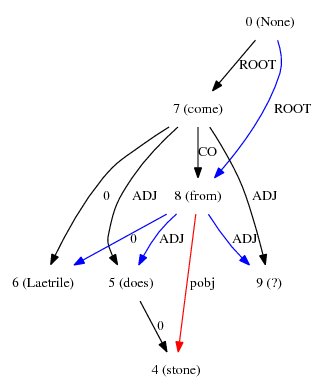 0 (None)
ROOT
7 (come)
ROOT
CO
8 (from)
0
ADJ
ADJ
0
ADJ
ADJ
6 (Laetrile)
5 (does)
pobj
9 (?)
0
4 (stone)